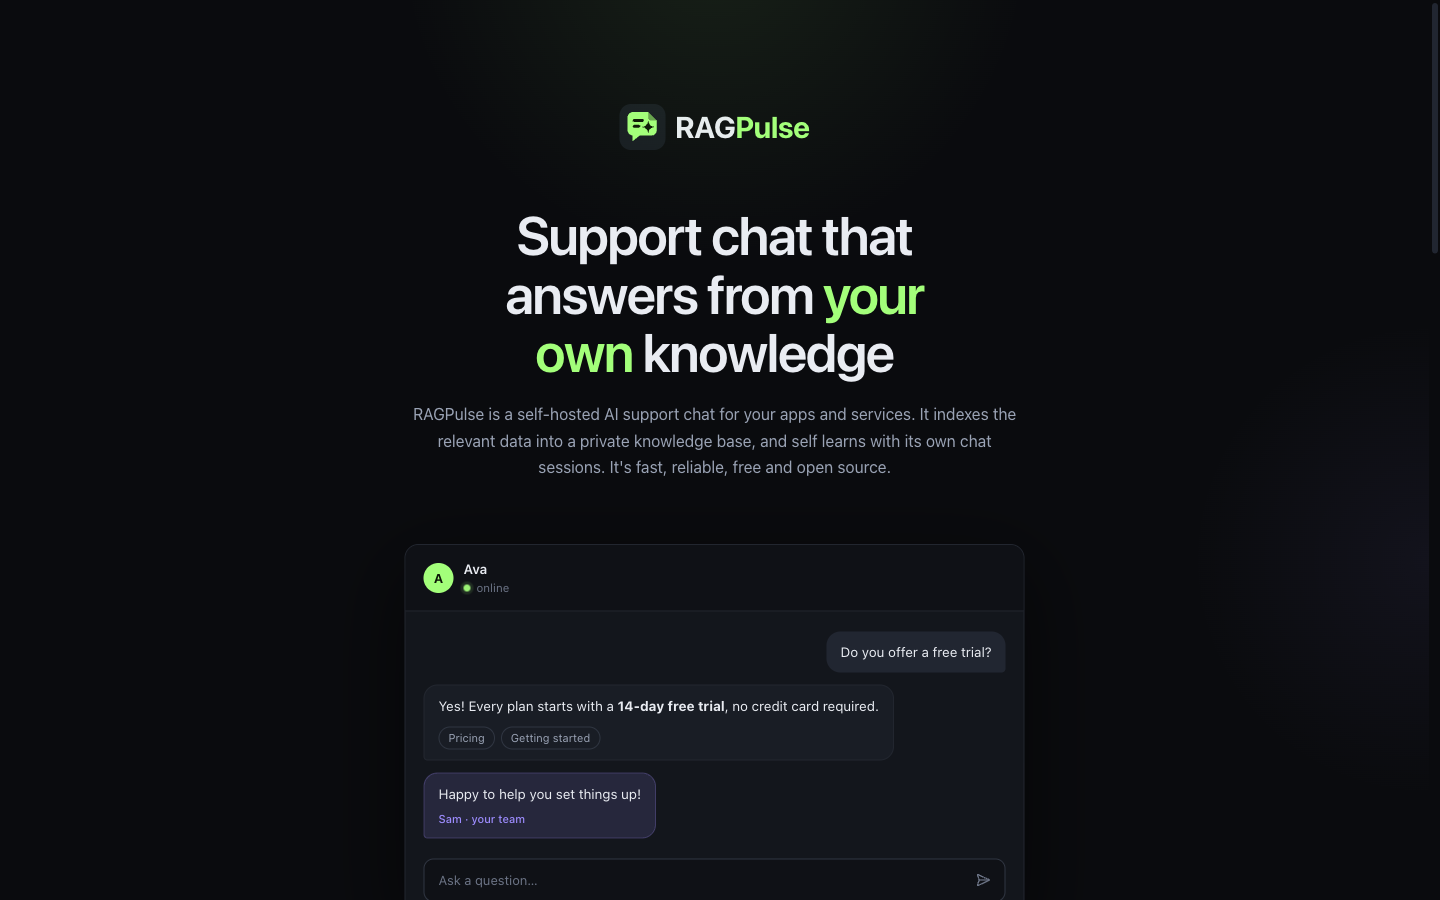 RAGPulse
Support chat that
answers from your
own knowledge
RAGPulse is a self-hosted AI support chat for your apps and services. It indexes the
relevant data into a private knowledge base, and self learns with its own chat
sessions. It's fast, reliable, free and open source.
A
Ava
online
Do you offer a free trial?
Yes! Every plan starts with a 14-day free trial, no credit card required.
Pricing Getting started
Happy to help you set things up!
Sam · your team
Ask a question...